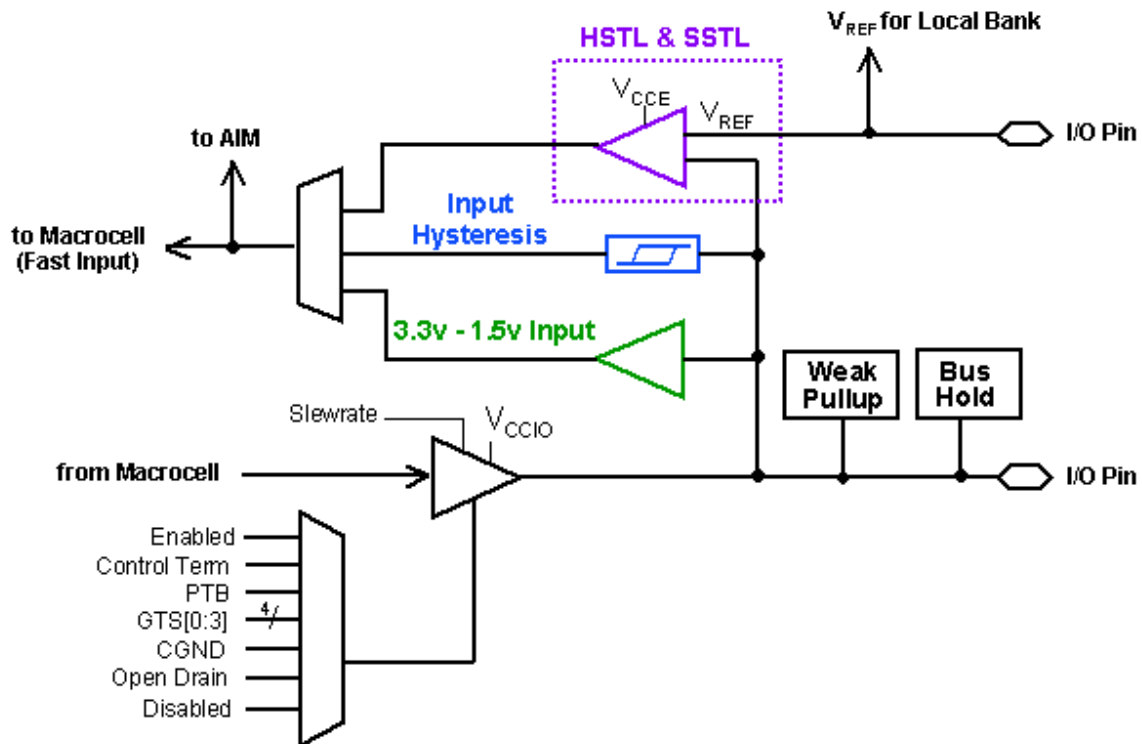 HSTL & SSTL
VREF for Local Bank
VCCE
VREF
I/O Pin
to AIM
to Macrocell
(Fast Input)
Input
Hysteresis
3.3v - 1.5v Input
Weak
Pullup
Bus
Hold
Slewrate
VCCIO
from Macrocell
I/O Pin
Enabled
Control Term
PTB
GTS[0:3]
4/
CGND
Open Drain
Disabled